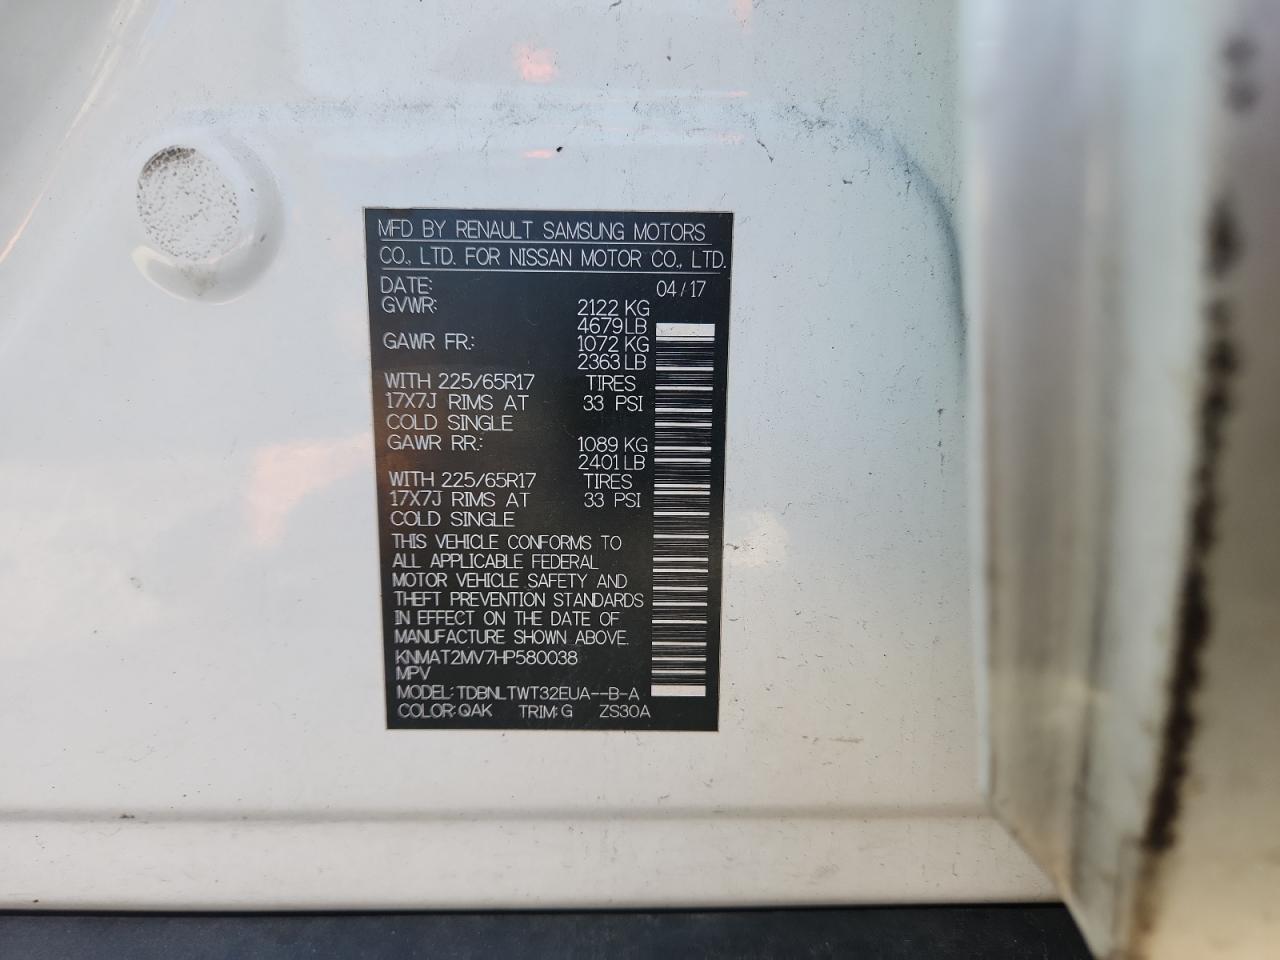 MFD BY RENAULT SAMSUNG MOTORS
CO., LTD. FOR NISSAN MOTOR CO., LTD.
DATE: 04/17
GVWR: 2122 KG
4679 LB
GAWR FR.: 1072 KG
2363 LB
WITH 225/65R17 TIRES
17X7J RIMS AT 33 PSI
COLD SINGLE
GAWR RR.: 1089 KG
2401 LB
WITH 225/65R17 TIRES
17X7J RIMS AT 33 PSI
COLD SINGLE
THIS VEHICLE CONFORMS TO
ALL APPLICABLE FEDERAL
MOTOR VEHICLE SAFETY AND
THEFT PREVENTION STANDARDS
IN EFFECT ON THE DATE OF
MANUFACTURE SHOWN ABOVE.
KNMAT2MV7HP580038
MPV
MODEL: TDBNLTWT32EUA--B-A
COLOR: QAK TRIM: G ZS30A